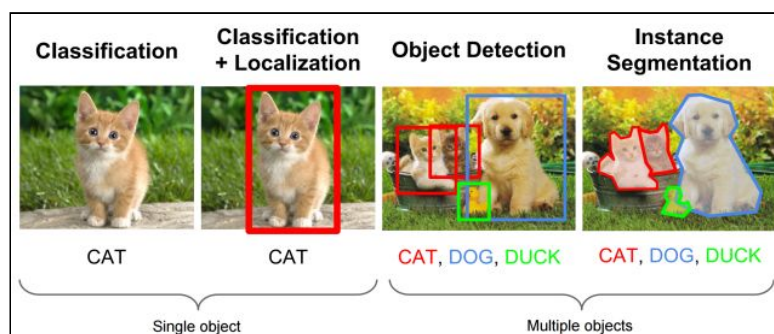 Classification
Classification
+ Localization
Object Detection
Instance
Segmentation
CAT
CAT
CAT, DOG, DUCK
CAT, DOG, DUCK
Single object
Multiple objects